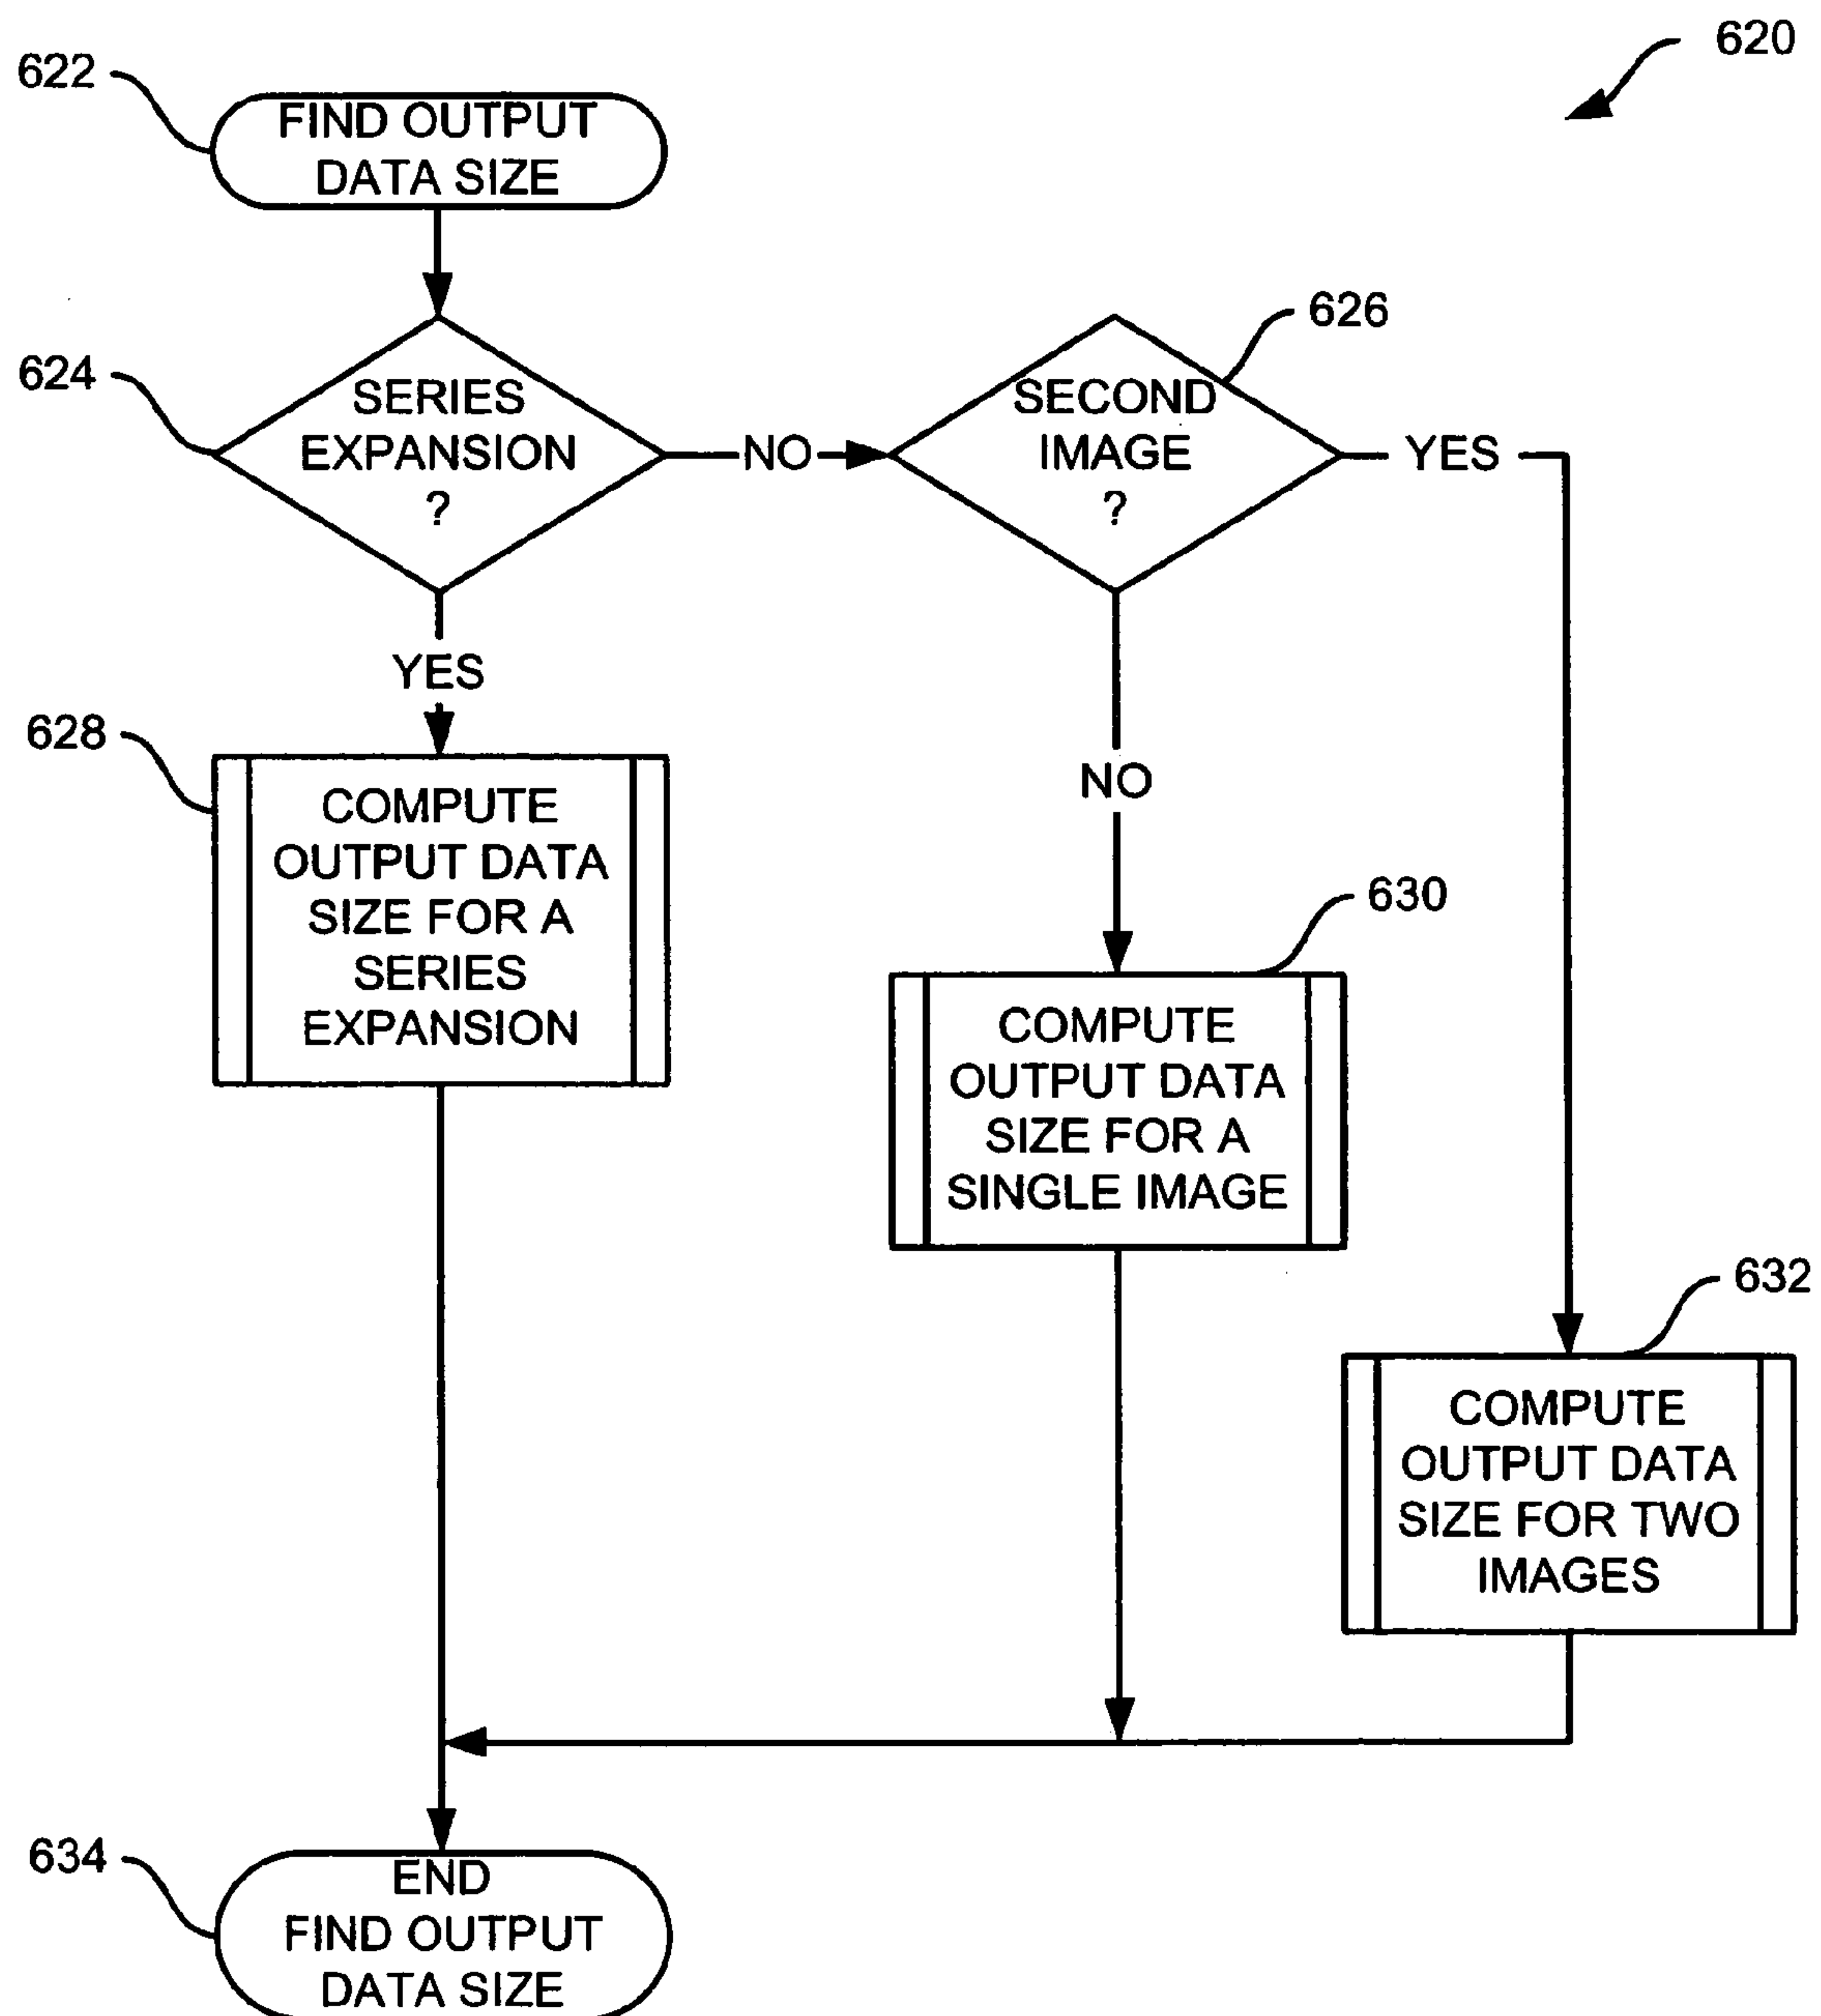 620
622
FIND OUTPUT
DATA SIZE
624
SERIES
EXPANSION
?
NO
626
SECOND
IMAGE
?
YES
YES
NO
628
COMPUTE
OUTPUT DATA
SIZE FOR A
SERIES
EXPANSION
630
COMPUTE
OUTPUT DATA
SIZE FOR A
SINGLE IMAGE
632
COMPUTE
OUTPUT DATA
SIZE FOR TWO
IMAGES
634
END
FIND OUTPUT
DATA SIZE